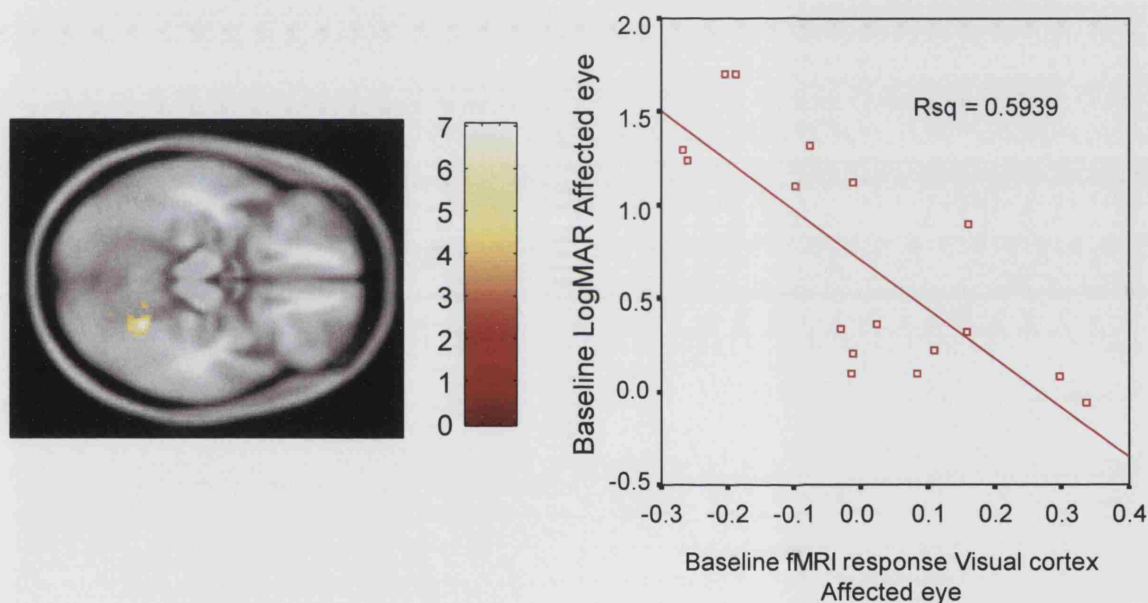 7
6
5
4
3
2
1
0
Baseline LogMAR Affected eye
2.0
1.5
1.0
0.5
0.0
-0.5
Rsq = 0.5939
-0.3 -0.2 -0.1 0.0 0.1 0.2 0.3 0.4
Baseline fMRI response Visual cortex
Affected eye